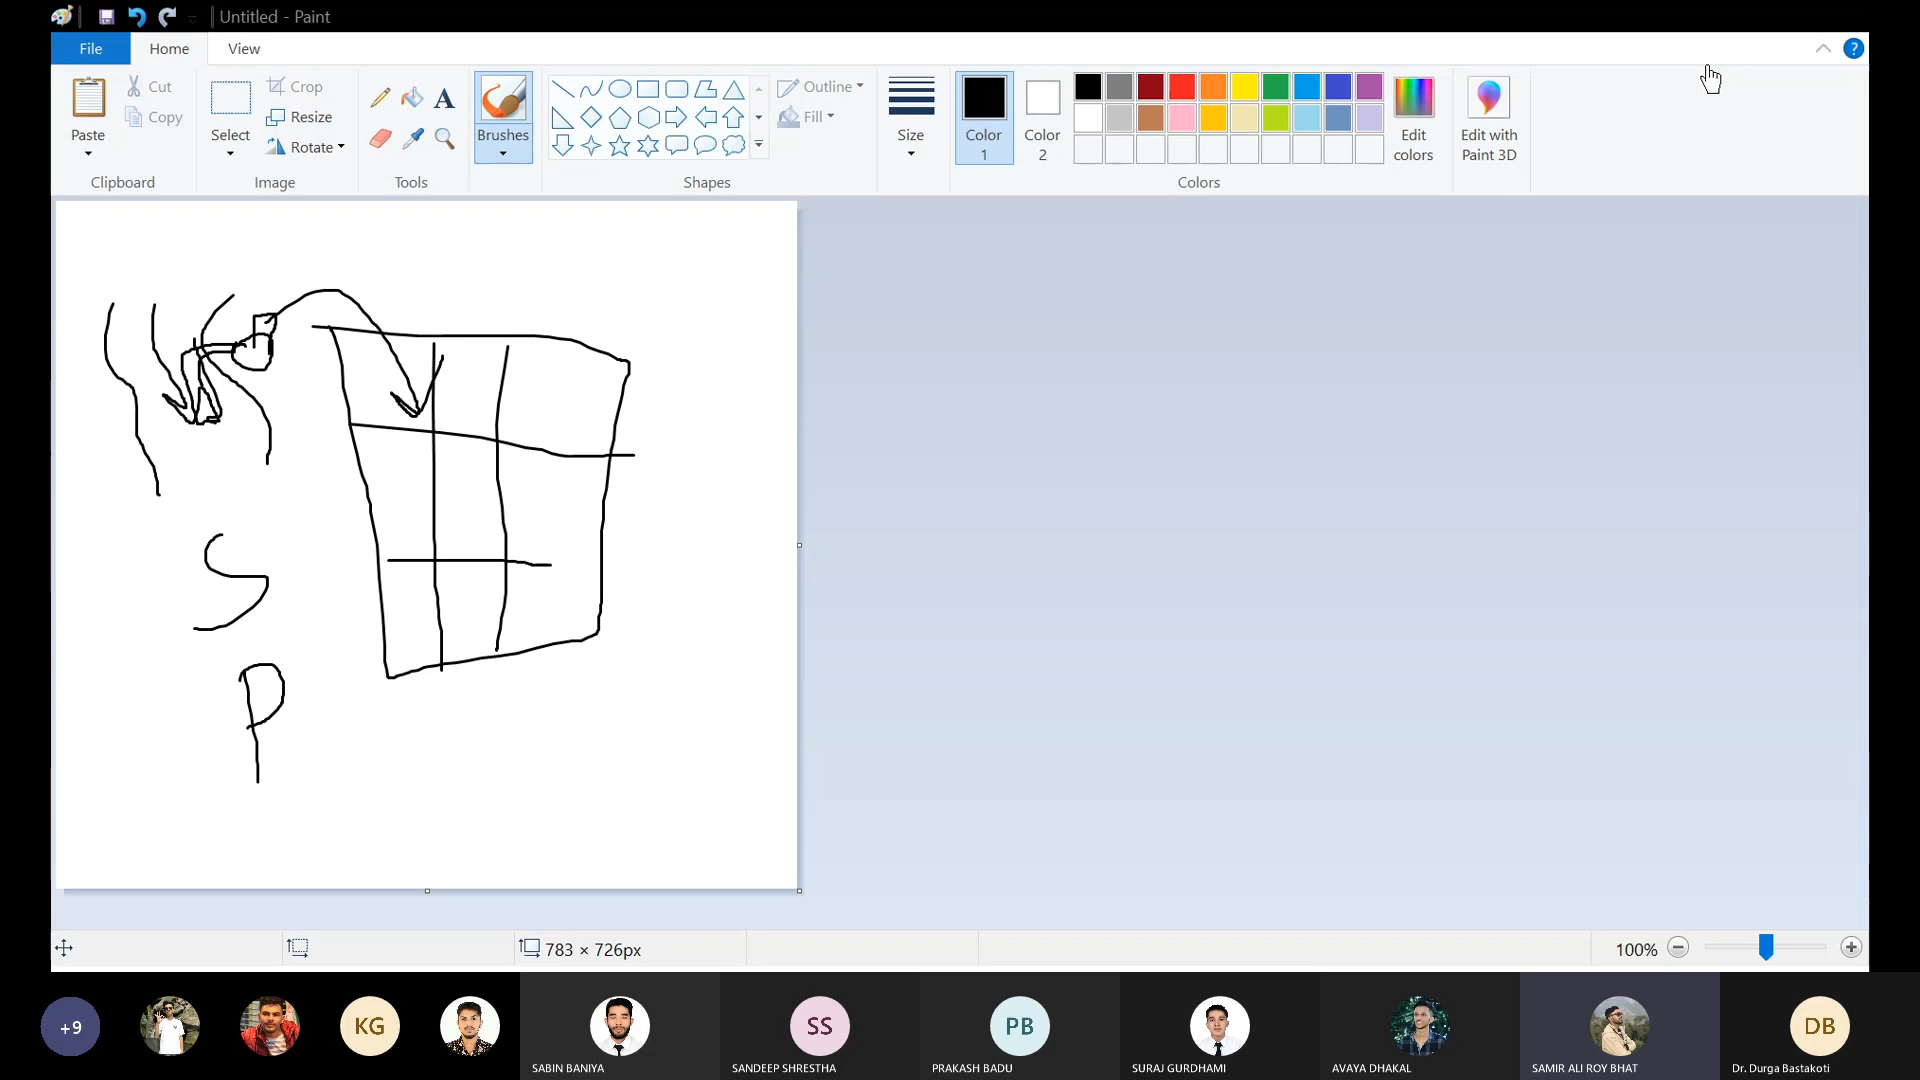 Untitled - Paint
File Home View
Cut
Copy
Paste
Clipboard
Crop
Resize
Rotate
Select
Image
A
Tools
Brushes
Outline
Fill
Shapes
Size
Color 1
Color 2
Edit colors
Colors
Edit with Paint 3D
?
S
P
783 × 726px
100%
+9
KG
SABIN BANIYA
SS
SANDEEP SHRESTHA
PB
PRAKASH BADU
SURAJ GURDHAMI
AVAYA DHAKAL
SAMIR ALI ROY BHAT
DB
Dr. Durga Bastakoti